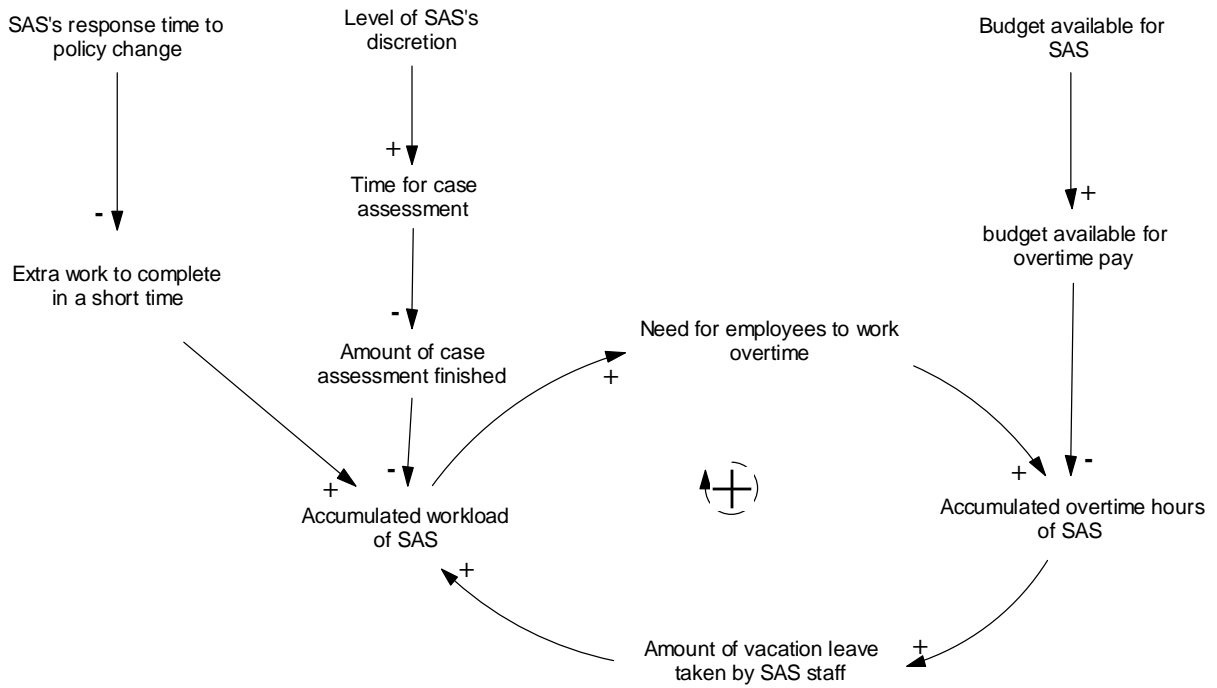 SAS's response time to
policy change
Level of SAS's
discretion
Budget available for
SAS
-
+
+
Time for case
assessment
budget available for
overtime pay
Extra work to complete
in a short time
-
Amount of case
assessment finished
Need for employees to work
overtime
+
+
-
+
-
+
Accumulated workload
of SAS
Accumulated overtime hours
of SAS
+
+
+
Amount of vacation leave
taken by SAS staff